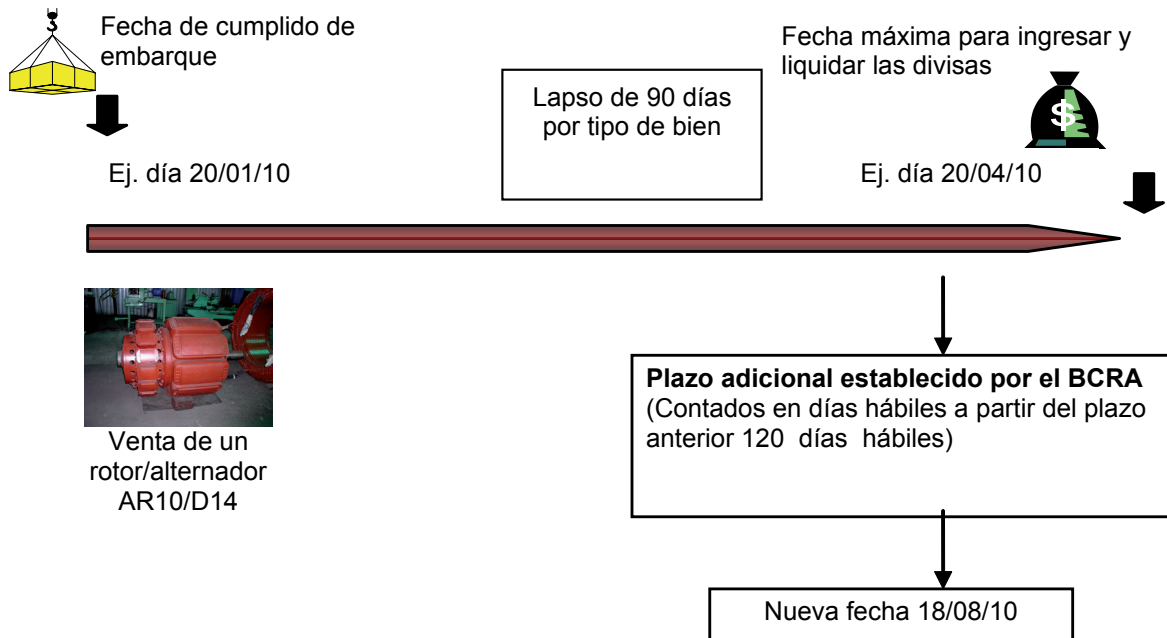 Fecha de cumplido de
embarque
Fecha máxima para ingresar y
liquidar las divisas
Lapso de 90 días
por tipo de bien
$
Ej. día 20/01/10
Ej. día 20/04/10
Venta de un
rotor/alternador
AR10/D14
Plazo adicional establecido por el BCRA
(Contados en días hábiles a partir del plazo
anterior 120 días hábiles)
Nueva fecha 18/08/10